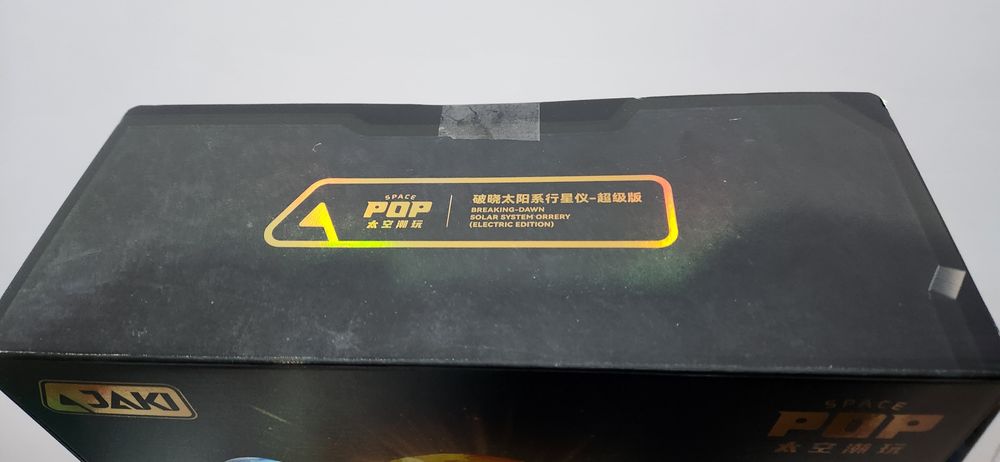 SPACE
POP
太空潮玩
破晓太阳系行星仪-超级版
BREAKING-DAWN
SOLAR SYSTEM ORRERY
(ELECTRIC EDITION)
JAKI
SPACE
POP
太空潮玩